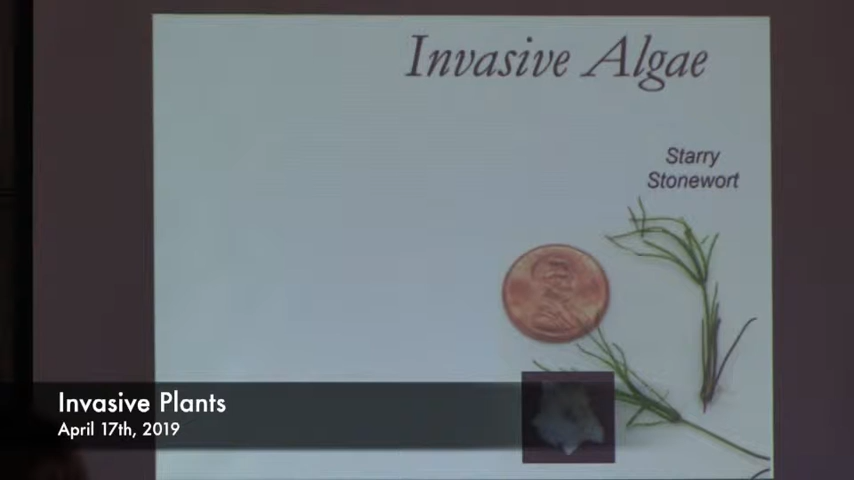 Invasive Algae
Starry
Stonewort
Invasive Plants
April 17th, 2019